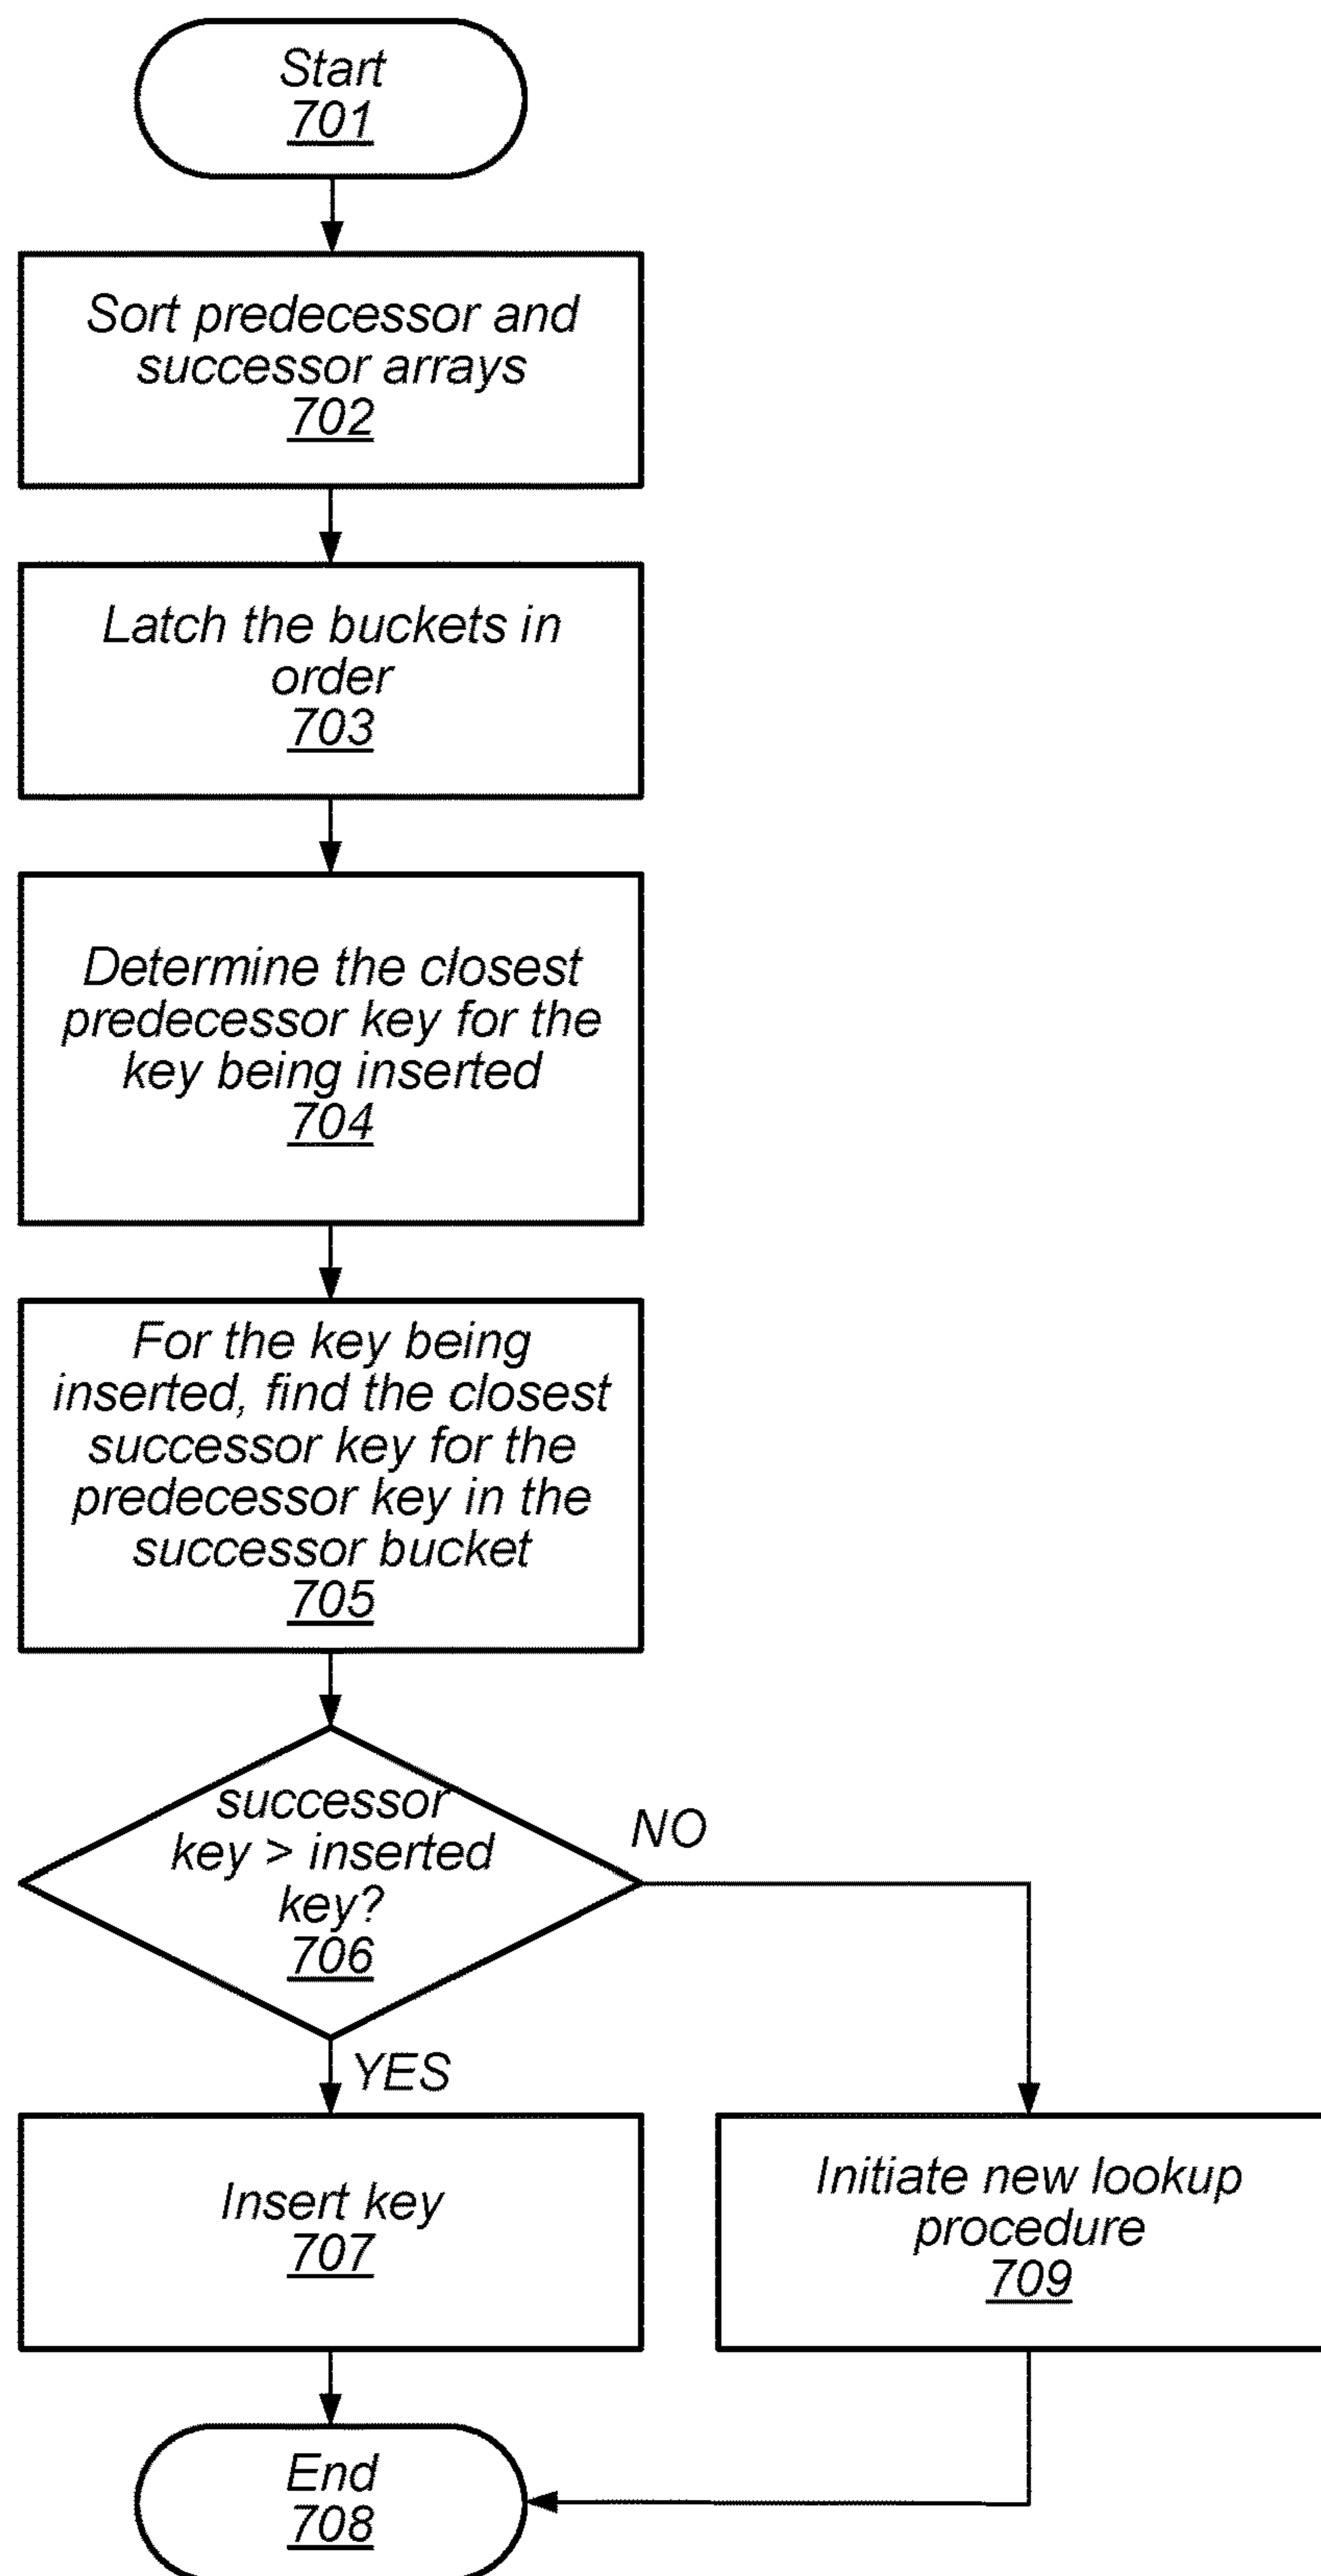 Start
701
Sort predecessor and
successor arrays
702
Latch the buckets in
order
703
Determine the closest
predecessor key for the
key being inserted
704
For the key being
inserted, find the closest
successor key for the
predecessor key in the
successor bucket
705
successor
key > inserted
key?
706
NO
YES
Insert key
707
Initiate new lookup
procedure
709
End
708